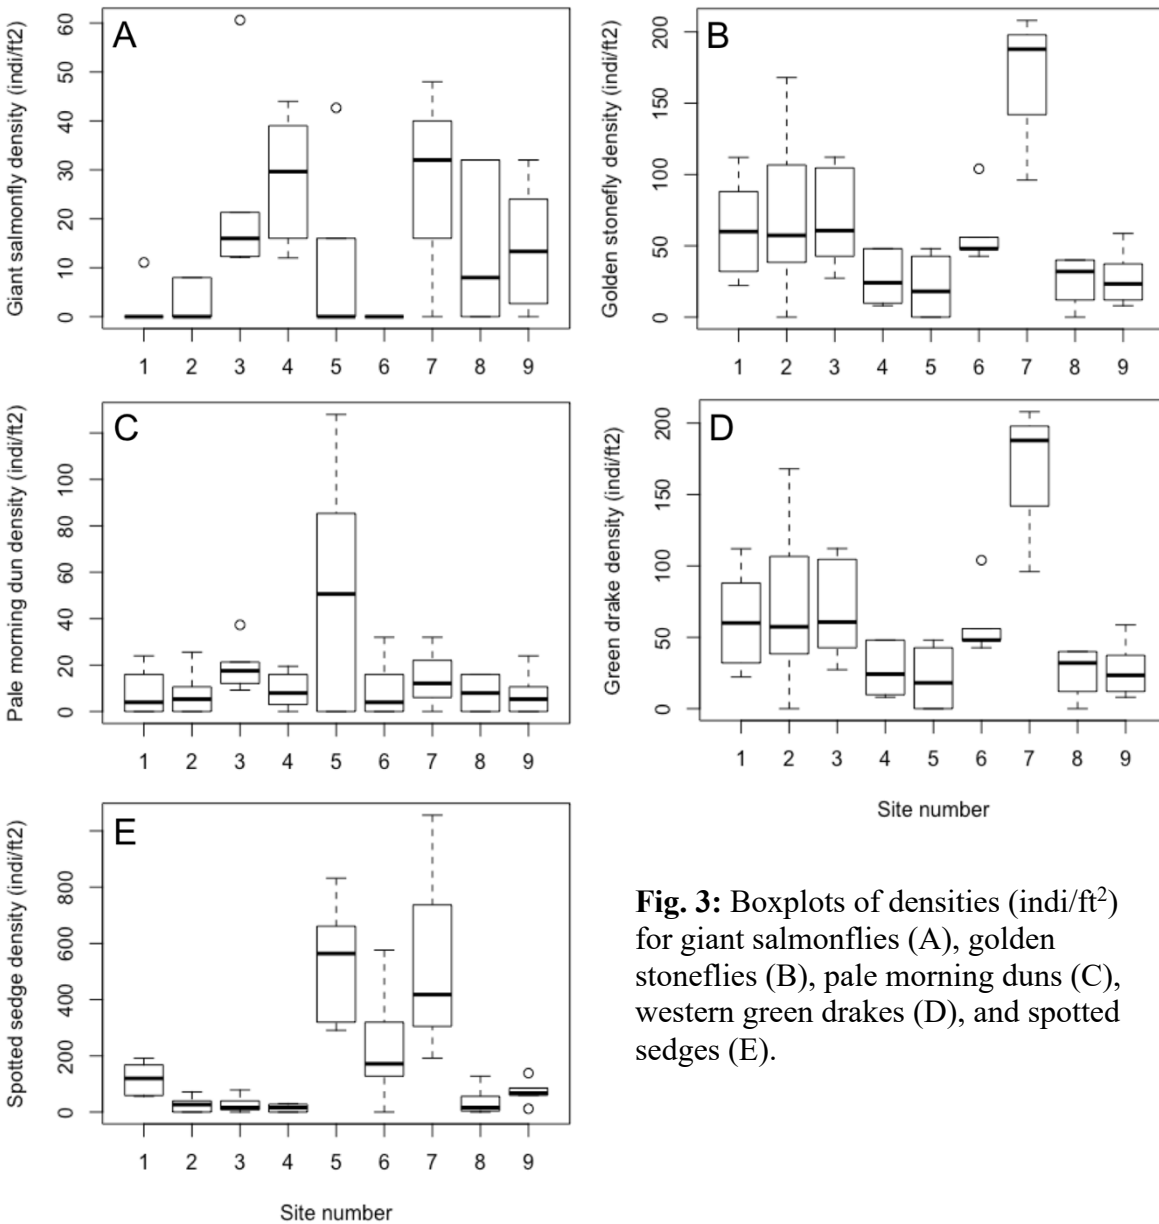 A
Giant salmonfly density (indi/ft2)
60
50
40
30
20
10
0
1 2 3 4 5 6 7 8 9
B
Golden stonefly density (indi/ft2)
200
150
100
50
0
1 2 3 4 5 6 7 8 9
C
Pale morning dun density (indi/ft2)
100
80
60
40
20
0
1 2 3 4 5 6 7 8 9
D
Green drake density (indi/ft2)
200
150
100
50
0
1 2 3 4 5 6 7 8 9
Site number
E
Spotted sedge density (indi/ft2)
800
600
400
200
0
1 2 3 4 5 6 7 8 9
Site number
Fig. 3: Boxplots of densities (indi/ft²)
for giant salmonflies (A), golden
stoneflies (B), pale morning duns (C),
western green drakes (D), and spotted
sedges (E).